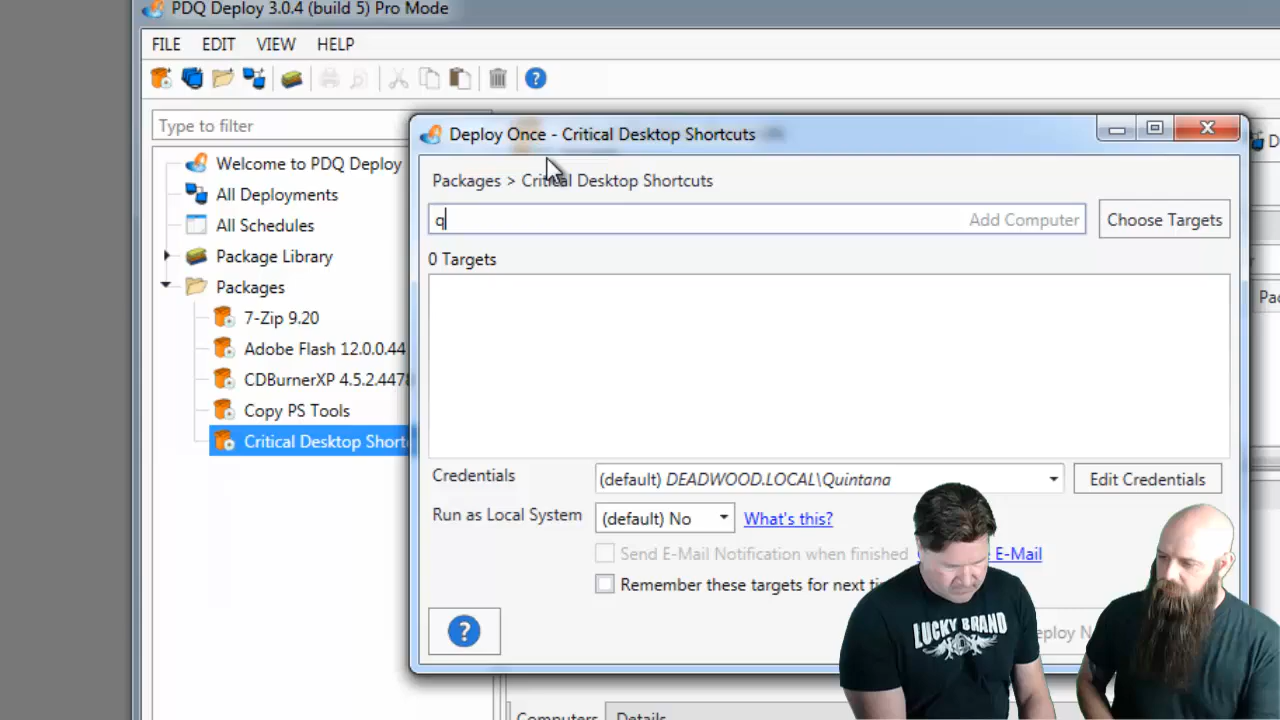 PDQ Deploy 3.0.4 (build 5) Pro Mode
FILE EDIT VIEW HELP
Type to filter
Welcome to PDQ Deploy
All Deployments
All Schedules
Package Library
Packages
7-Zip 9.20
Adobe Flash 12.0.0.44
CDBurnerXP 4.5.2.4478
Copy PS Tools
Critical Desktop Short
Deploy Once - Critical Desktop Shortcuts
Packages > Critical Desktop Shortcuts
q Add Computer Choose Targets
0 Targets
Credentials (default) DEADWOOD.LOCAL\Quintana Edit Credentials
Run as Local System (default) No What's this?
Send E-Mail Notification when finished E-Mail
Remember these targets for next ti
eploy N
LUCKY BRAND
Computers Details